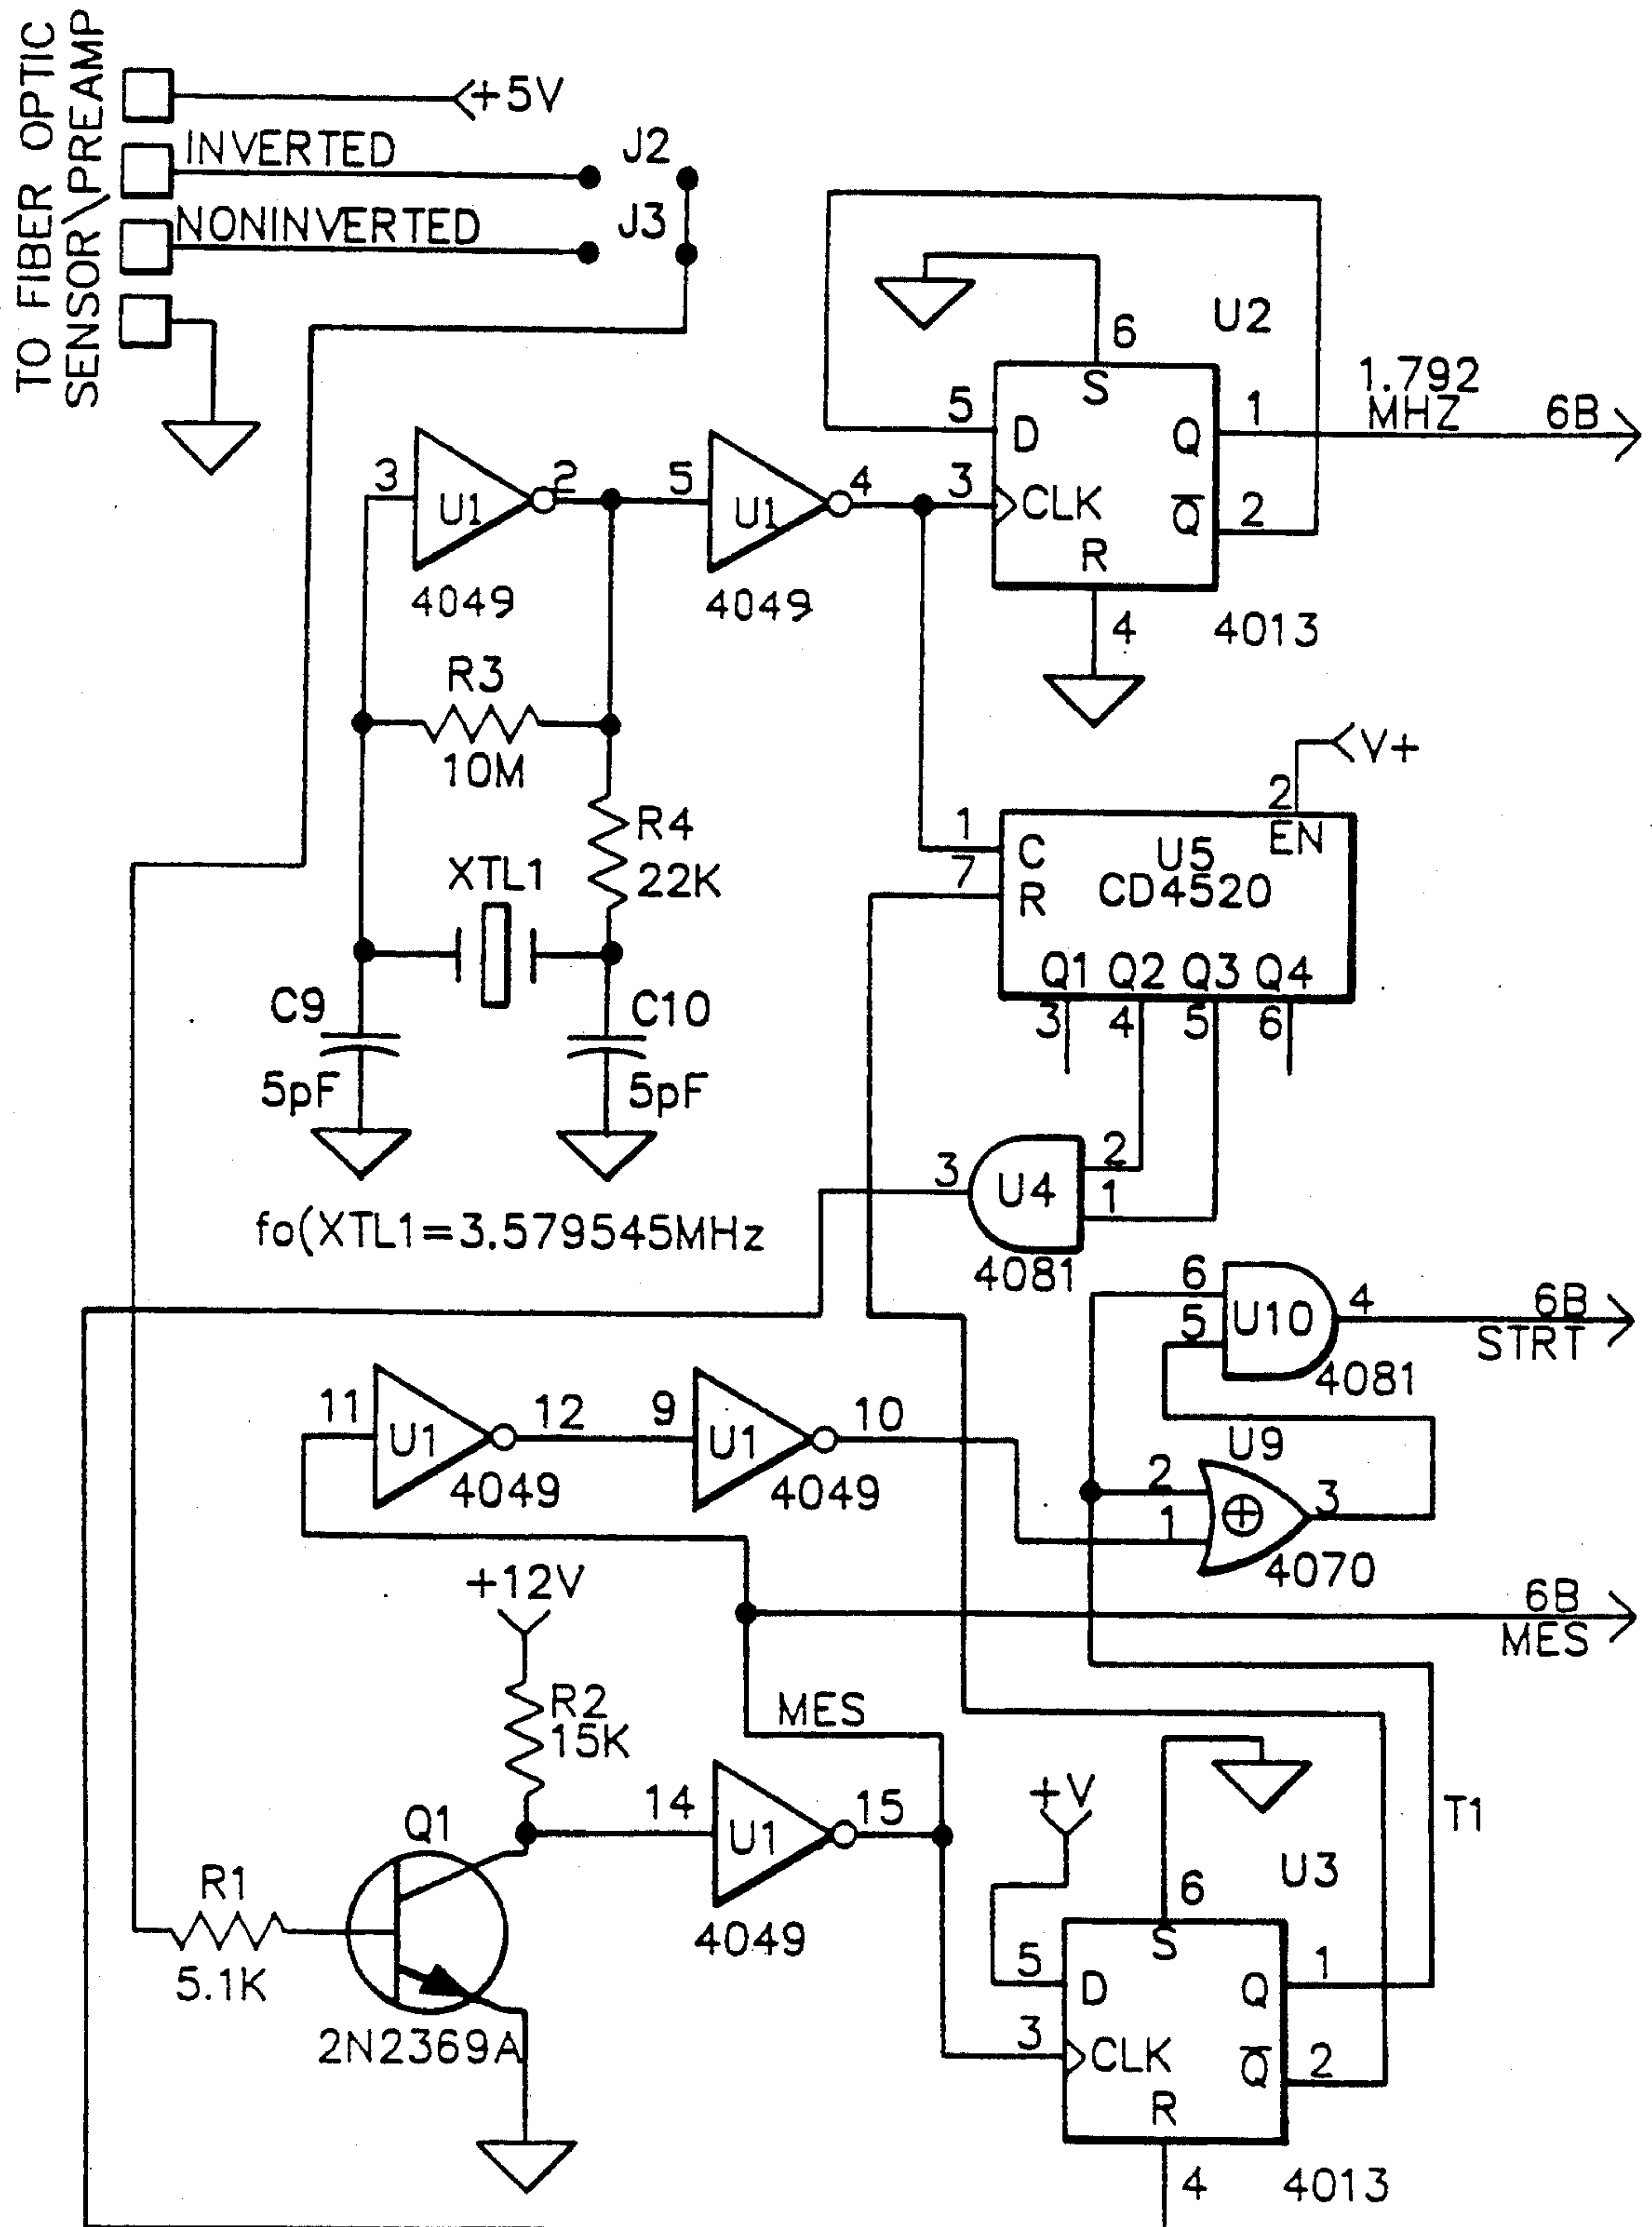 TO FIBER OPTIC
SENSOR\PREAMP
+5V
INVERTED
J2
NONINVERTED
J3
U2
6
S
5
D
Q
1
1.792
MHZ
6B
3
U1
2
4049
5
U1
4
4049
3
CLK
Q̅
2
R
4
4013
R3
10M
R4
22K
XTL1
C9
5pF
C10
5pF
fo(XTL1=3.579545MHz
V+
2
EN
1
C
7
R
U5
CD4520
Q1
Q2
Q3
Q4
3
4
5
6
3
U4
2
1
4081
6
5
U10
4
4081
6B
STRT
11
U1
12
4049
9
U1
10
4049
U9
2
1
3
4070
6B
MES
+12V
R2
15K
MES
Q1
14
U1
15
4049
R1
5.1K
2N2369A
+V
T1
U3
6
S
5
D
Q
1
3
CLK
Q̅
2
R
4
4013